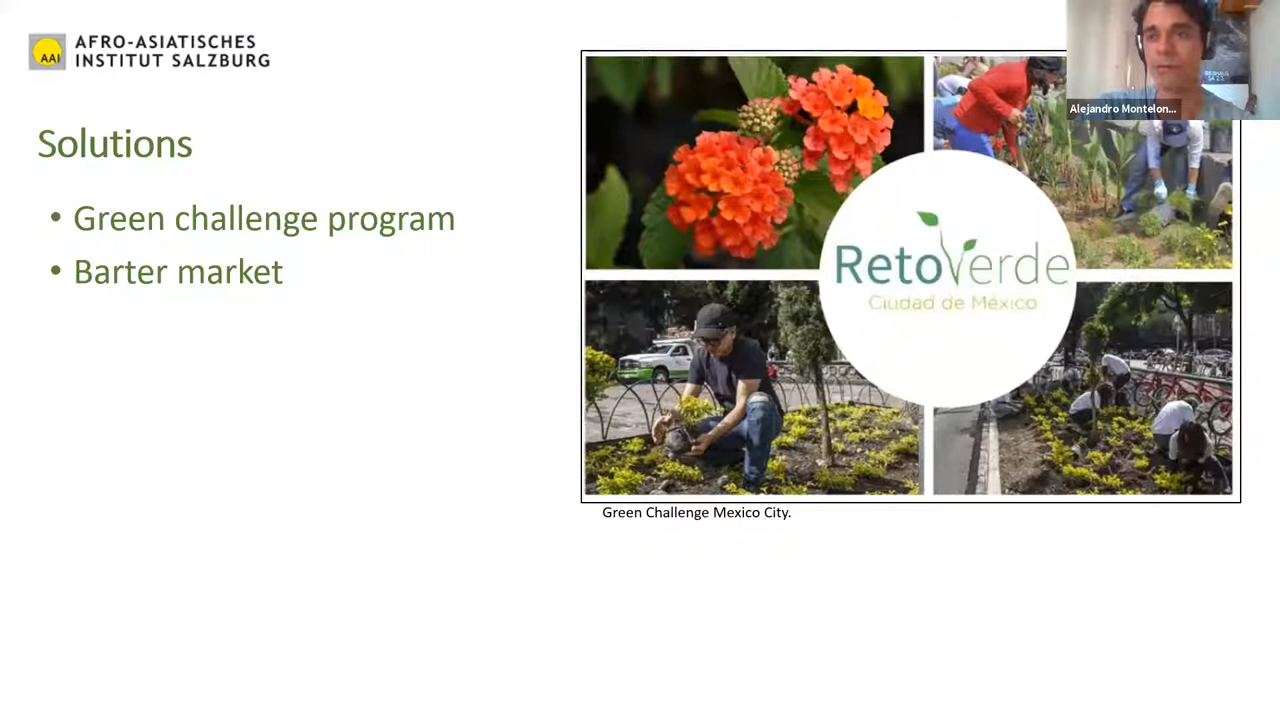 AAI
AFRO-ASIATISCHES
INSTITUT SALZBURG
Alejandro Montelon...
Solutions
• Green challenge program
• Barter market
RetoVerde
Ciudad de México
Green Challenge Mexico City.